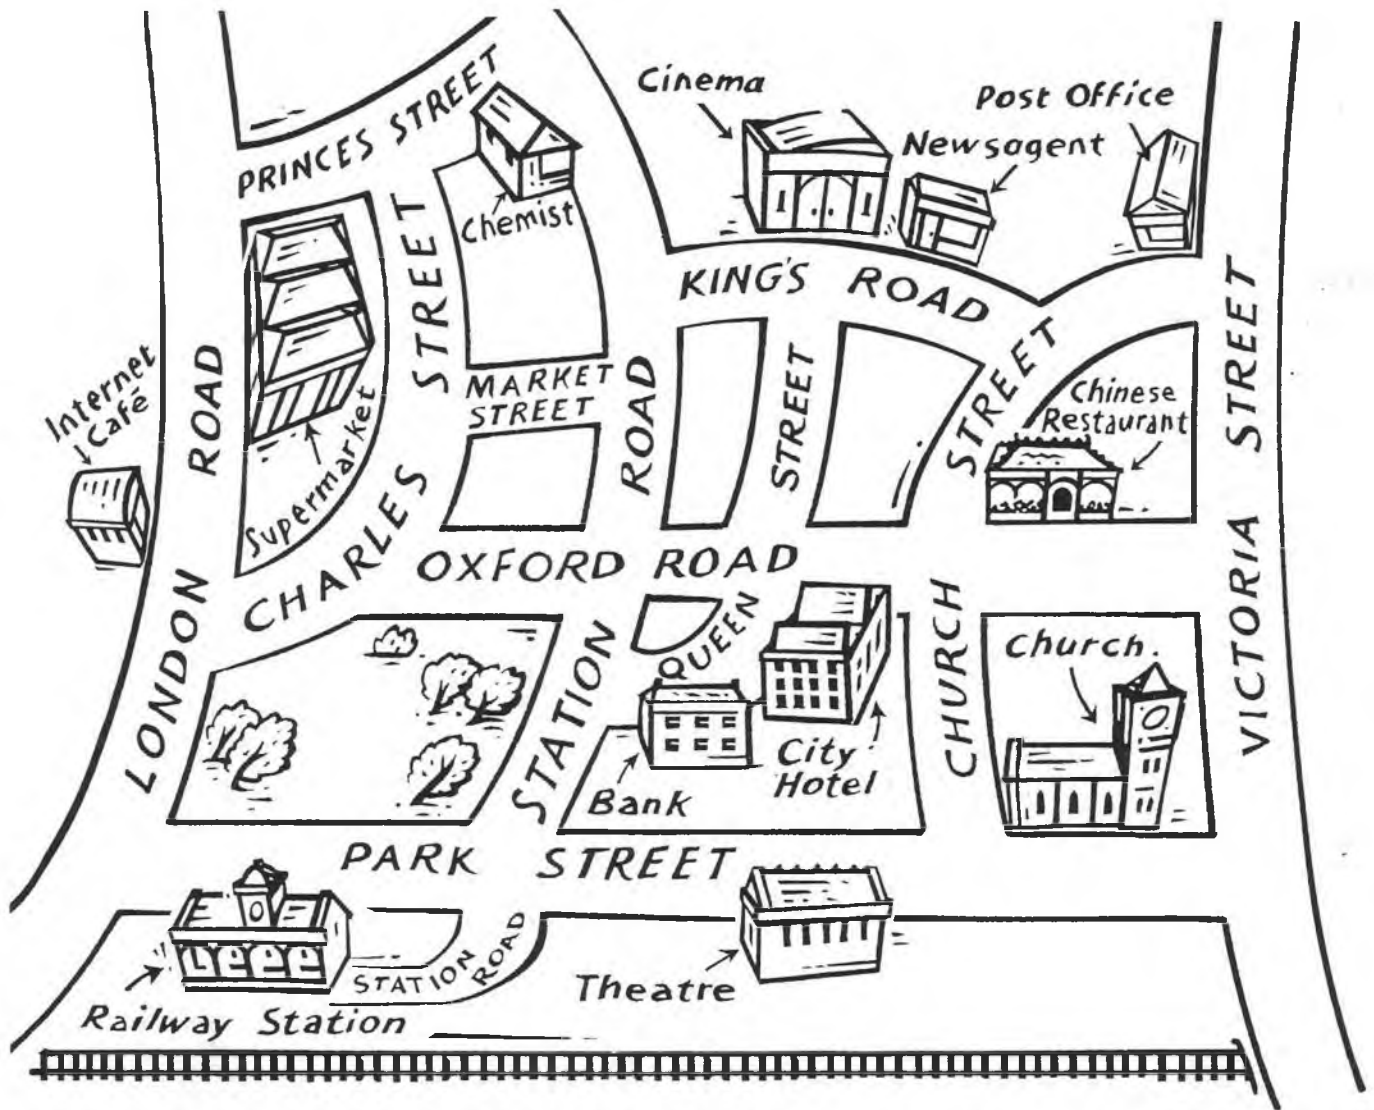 PRINCES STREET
Cinema
Post Office
Newsagent
Chemist
KING'S ROAD
CHARLES STREET
VICTORIA STREET
LONDON ROAD
MARKET
STREET
STATION ROAD
QUEEN STREET
CHURCH STREET
Internet
Café
Chinese
Restaurant
Supermarket
OXFORD ROAD
Church.
City
Hotel
Bank
PARK STREET
STATION ROAD
Theatre
Railway Station